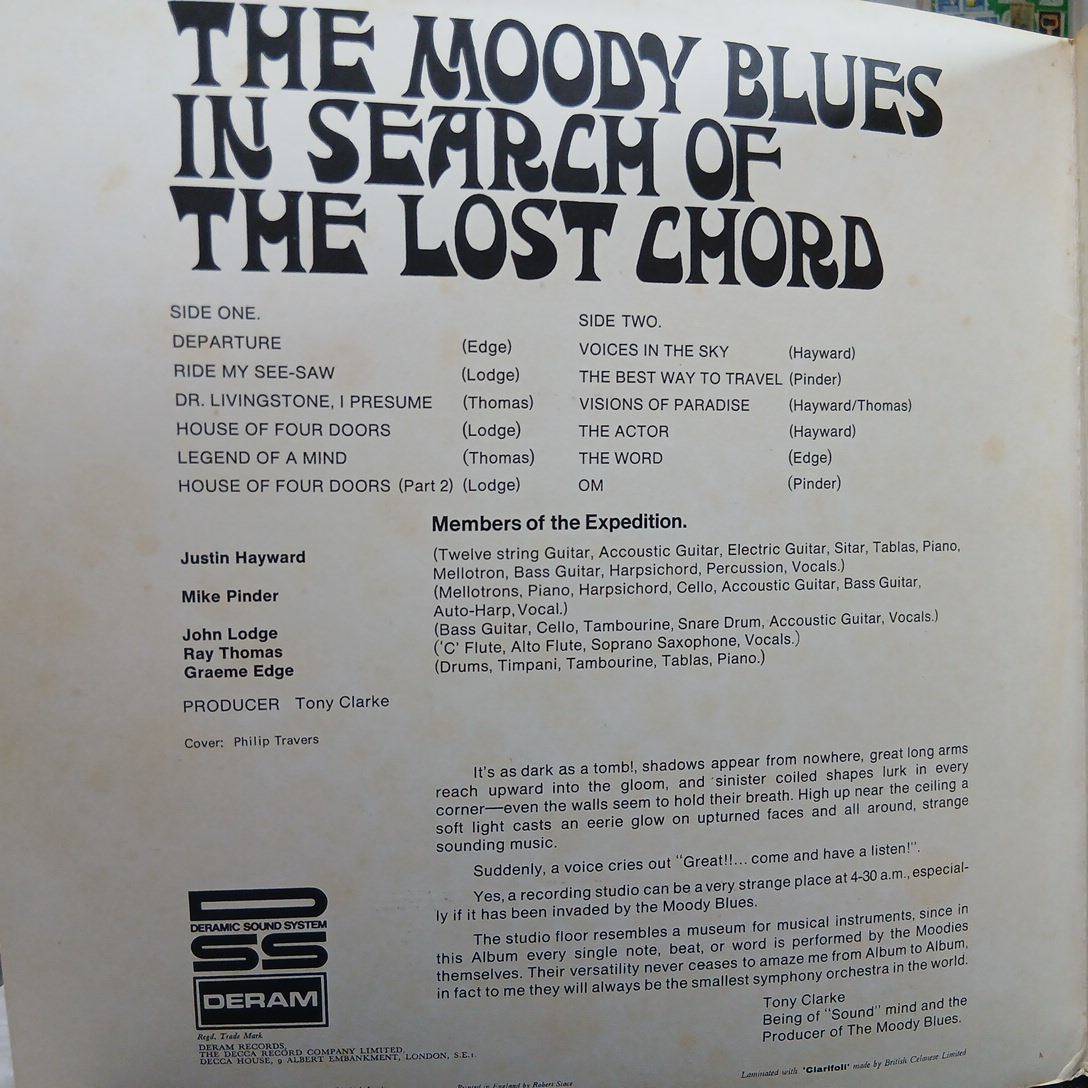 THE MOODY BLUES
IN SEARCH OF
THE LOST CHORD
SIDE ONE.
DEPARTURE (Edge)
RIDE MY SEE-SAW (Lodge)
DR. LIVINGSTONE, I PRESUME (Thomas)
HOUSE OF FOUR DOORS (Lodge)
LEGEND OF A MIND (Thomas)
HOUSE OF FOUR DOORS (Part 2) (Lodge)
SIDE TWO.
VOICES IN THE SKY (Hayward)
THE BEST WAY TO TRAVEL (Pinder)
VISIONS OF PARADISE (Hayward/Thomas)
THE ACTOR (Hayward)
THE WORD (Edge)
OM (Pinder)
Members of the Expedition.
Justin Hayward (Twelve string Guitar, Accoustic Guitar, Electric Guitar, Sitar, Tablas, Piano,
Mellotron, Bass Guitar, Harpsichord, Percussion, Vocals.)
Mike Pinder (Mellotrons, Piano, Harpsichord, Cello, Accoustic Guitar, Bass Guitar,
Auto-Harp, Vocal.)
John Lodge (Bass Guitar, Cello, Tambourine, Snare Drum, Accoustic Guitar, Vocals.)
Ray Thomas ('C' Flute, Alto Flute, Soprano Saxophone, Vocals.)
Graeme Edge (Drums, Timpani, Tambourine, Tablas, Piano.)
PRODUCER Tony Clarke
Cover: Philip Travers
It's as dark as a tomb!, shadows appear from nowhere, great long arms
reach upward into the gloom, and sinister coiled shapes lurk in every
corner—even the walls seem to hold their breath. High up near the ceiling a
soft light casts an eerie glow on upturned faces and all around, strange
sounding music.
Suddenly, a voice cries out "Great!!... come and have a listen!".
Yes, a recording studio can be a very strange place at 4-30 a.m., especial-
ly if it has been invaded by the Moody Blues.
The studio floor resembles a museum for musical instruments, since in
this Album every single note, beat, or word is performed by the Moodies
themselves. Their versatility never ceases to amaze me from Album to Album,
in fact to me they will always be the smallest symphony orchestra in the world.
Tony Clarke
Being of "Sound" mind and the
Producer of The Moody Blues.
D
DERAMIC SOUND SYSTEM
SS
DERAM
Regd. Trade Mark
DERAM RECORDS,
THE DECCA RECORD COMPANY LIMITED,
DECCA HOUSE, 9 ALBERT EMBANKMENT, LONDON, S.E.1.
Laminated with 'Clarifoil' made by British Celanese Limited
Printed in England by Robert Stace